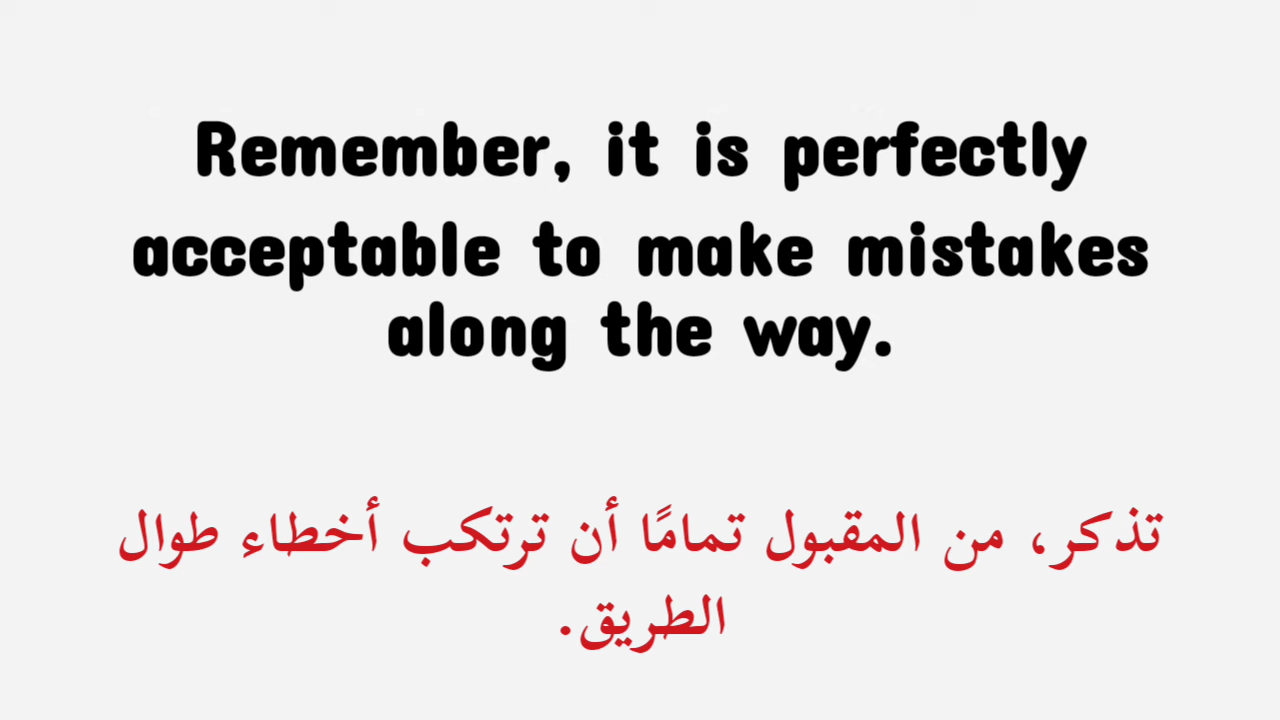 Remember, it is perfectly
acceptable to make mistakes
along the way.
تذكر، من المقبول تمامًا أن ترتكب أخطاء طوال
الطريق.